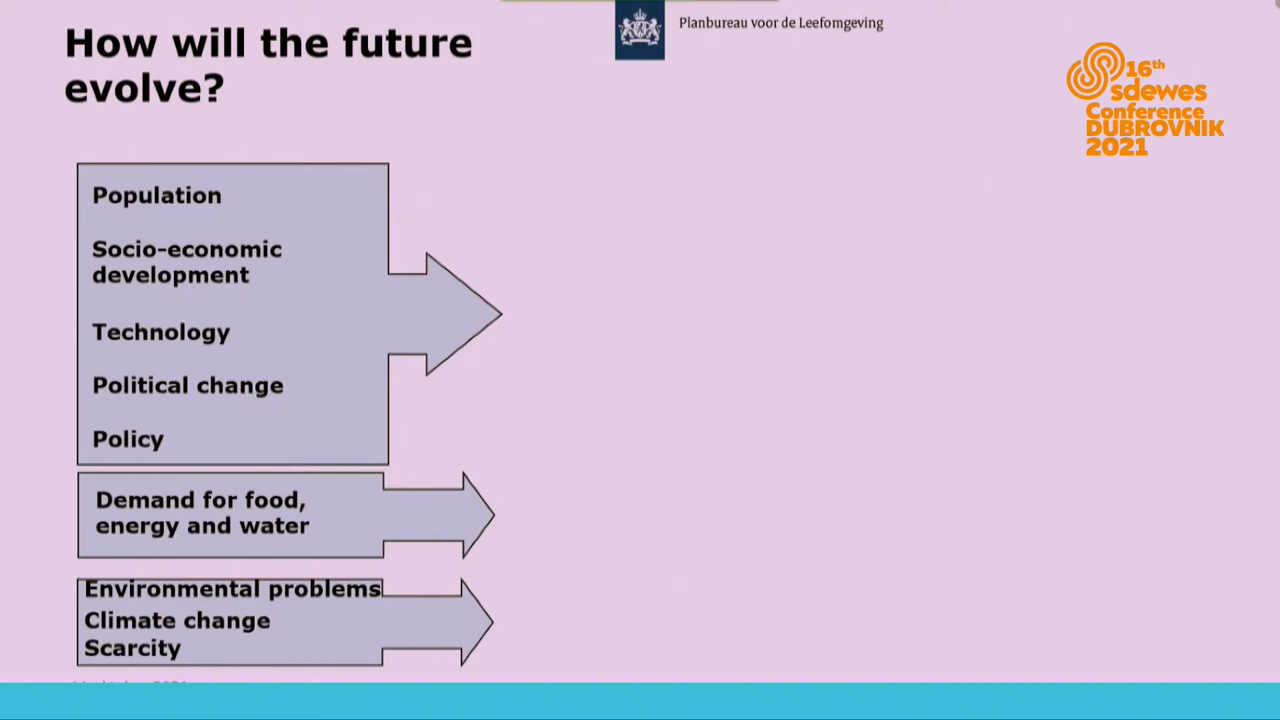 How will the future
evolve?
Planbureau voor de Leefomgeving
16th
sdewes
Conference
DUBROVNIK
2021
Population
Socio-economic
development
Technology
Political change
Policy
Demand for food,
energy and water
Environmental problems
Climate change
Scarcity